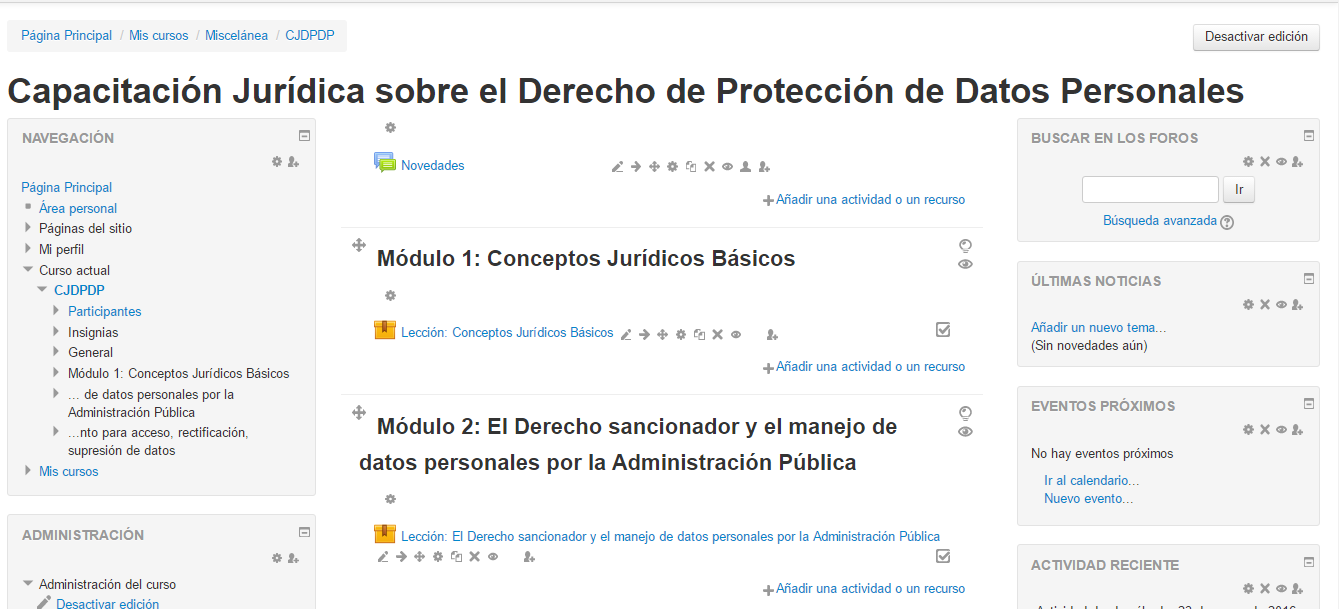 Página Principal / Mis cursos / Miscelánea / CJDPDP
Desactivar edición
Capacitación Jurídica sobre el Derecho de Protección de Datos Personales
NAVEGACIÓN
Página Principal
Área personal
Páginas del sitio
Mi perfil
Curso actual
CJDPDP
Participantes
Insignias
General
Módulo 1: Conceptos Jurídicos Básicos
... de datos personales por la
Administración Pública
...nto para acceso, rectificación,
supresión de datos
Mis cursos
ADMINISTRACIÓN
Administración del curso
Desactivar edición
Novedades
Añadir una actividad o un recurso
Módulo 1: Conceptos Jurídicos Básicos
Lección: Conceptos Jurídicos Básicos
Añadir una actividad o un recurso
Módulo 2: El Derecho sancionador y el manejo de
datos personales por la Administración Pública
Lección: El Derecho sancionador y el manejo de datos personales por la Administración Pública
Añadir una actividad o un recurso
BUSCAR EN LOS FOROS
Ir
Búsqueda avanzada
ÚLTIMAS NOTICIAS
Añadir un nuevo tema...
(Sin novedades aún)
EVENTOS PRÓXIMOS
No hay eventos próximos
Ir al calendario...
Nuevo evento...
ACTIVIDAD RECIENTE